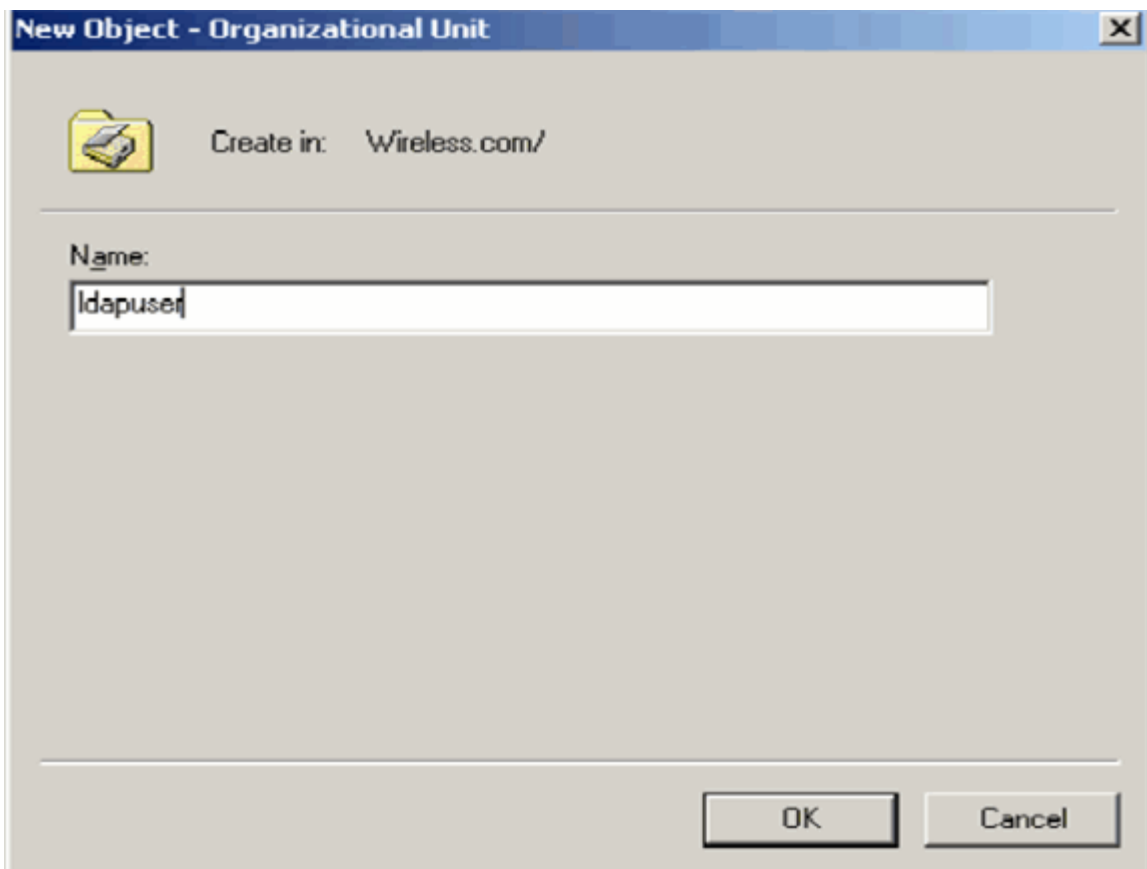 New Object - Organizational Unit
Create in: Wireless.com/
Name:
ldapuser
OK
Cancel